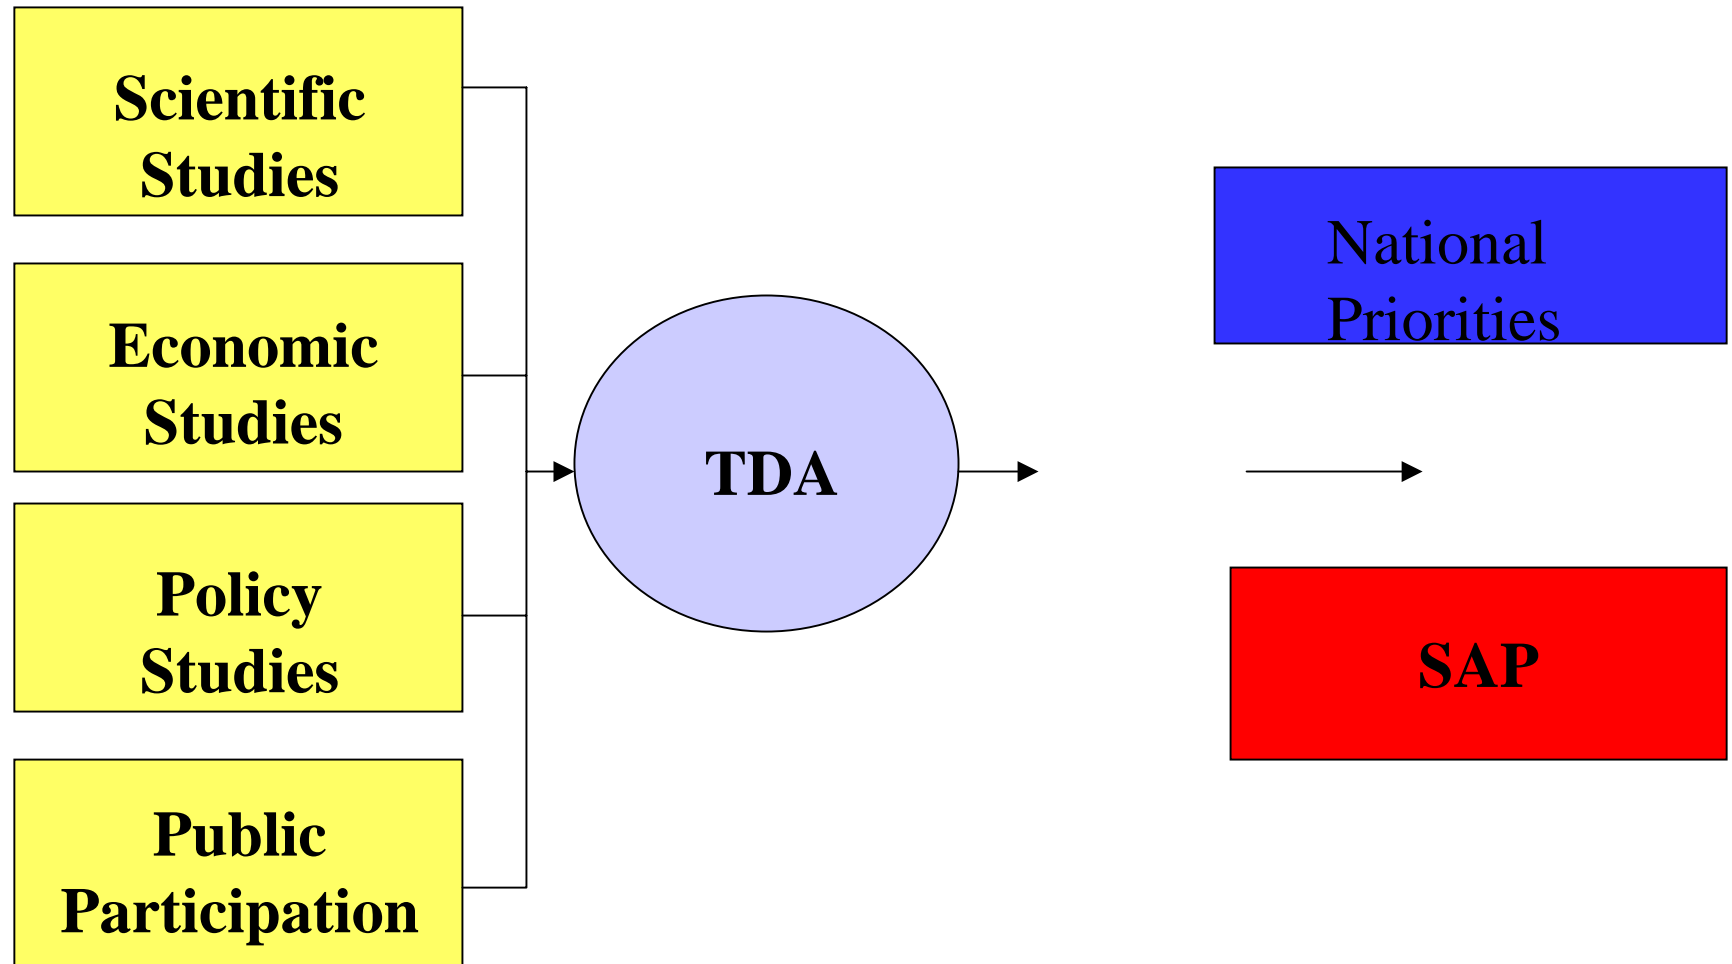 Scientific
Studies
Economic
Studies
Policy
Studies
Public
Participation
TDA
National
Priorities
SAP